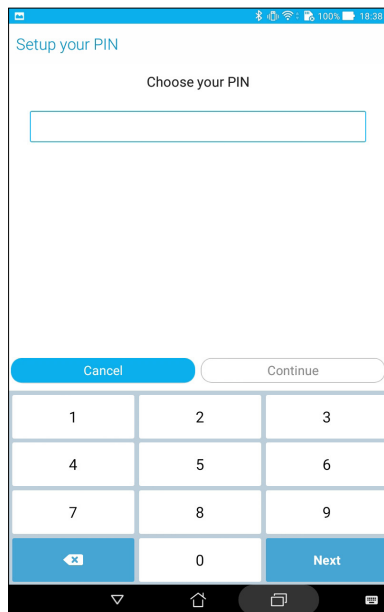 100% 18:38
Setup your PIN
Choose your PIN
Cancel Continue
1 2 3
4 5 6
7 8 9
0 Next